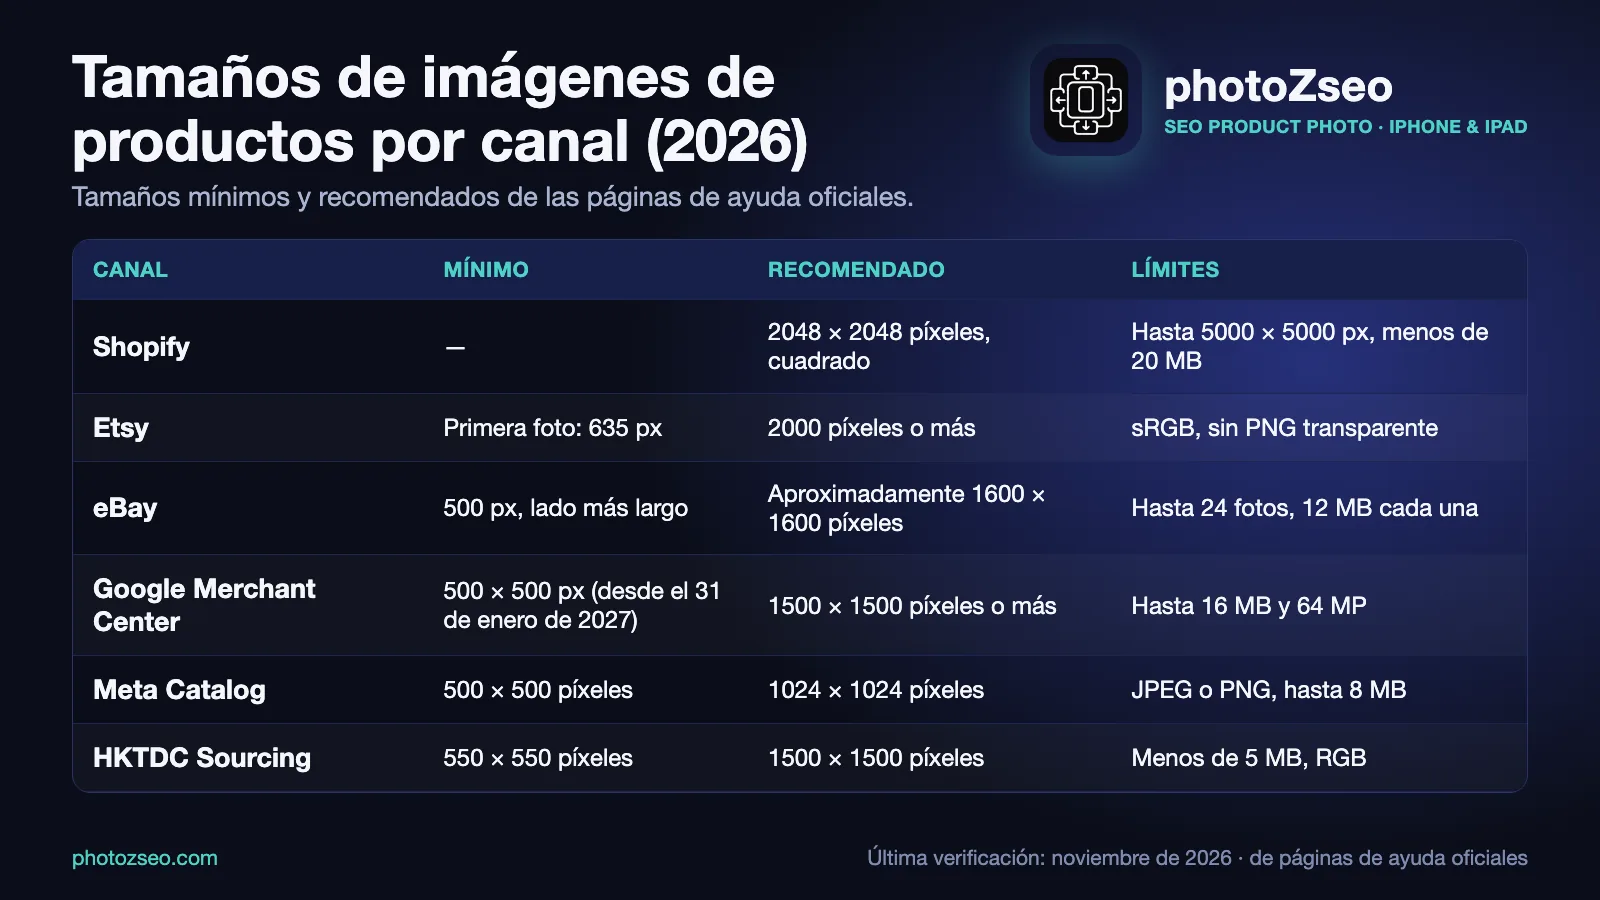 Tamaños de imágenes de
productos por canal (2026)
Tamaños mínimos y recomendados de las páginas de ayuda oficiales.
photoZseo
SEO PRODUCT PHOTO · IPHONE & IPAD
CANAL MÍNIMO RECOMENDADO LÍMITES
Shopify — 2048 × 2048 píxeles, cuadrado Hasta 5000 × 5000 px, menos de 20 MB
Etsy Primera foto: 635 px 2000 píxeles o más sRGB, sin PNG transparente
eBay 500 px, lado más largo Aproximadamente 1600 × 1600 píxeles Hasta 24 fotos, 12 MB cada una
Google Merchant Center 500 × 500 px (desde el 31 de enero de 2027) 1500 × 1500 píxeles o más Hasta 16 MB y 64 MP
Meta Catalog 500 × 500 píxeles 1024 × 1024 píxeles JPEG o PNG, hasta 8 MB
HKTDC Sourcing 550 × 550 píxeles 1500 × 1500 píxeles Menos de 5 MB, RGB
photozseo.com
Última verificación: noviembre de 2026 · de páginas de ayuda oficiales